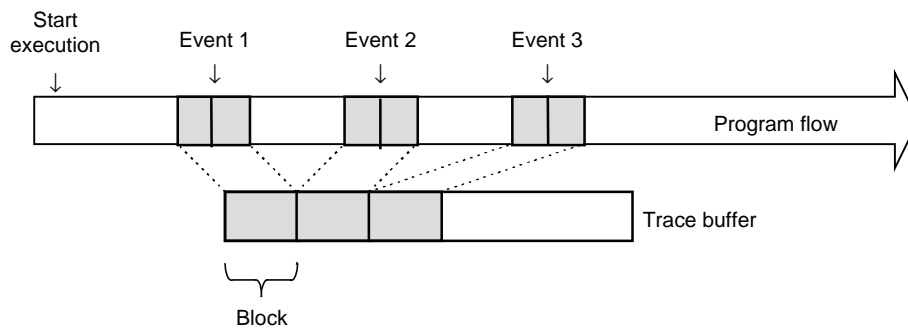 Start
execution
Event 1
Event 2
Event 3
Program flow
Trace buffer
Block